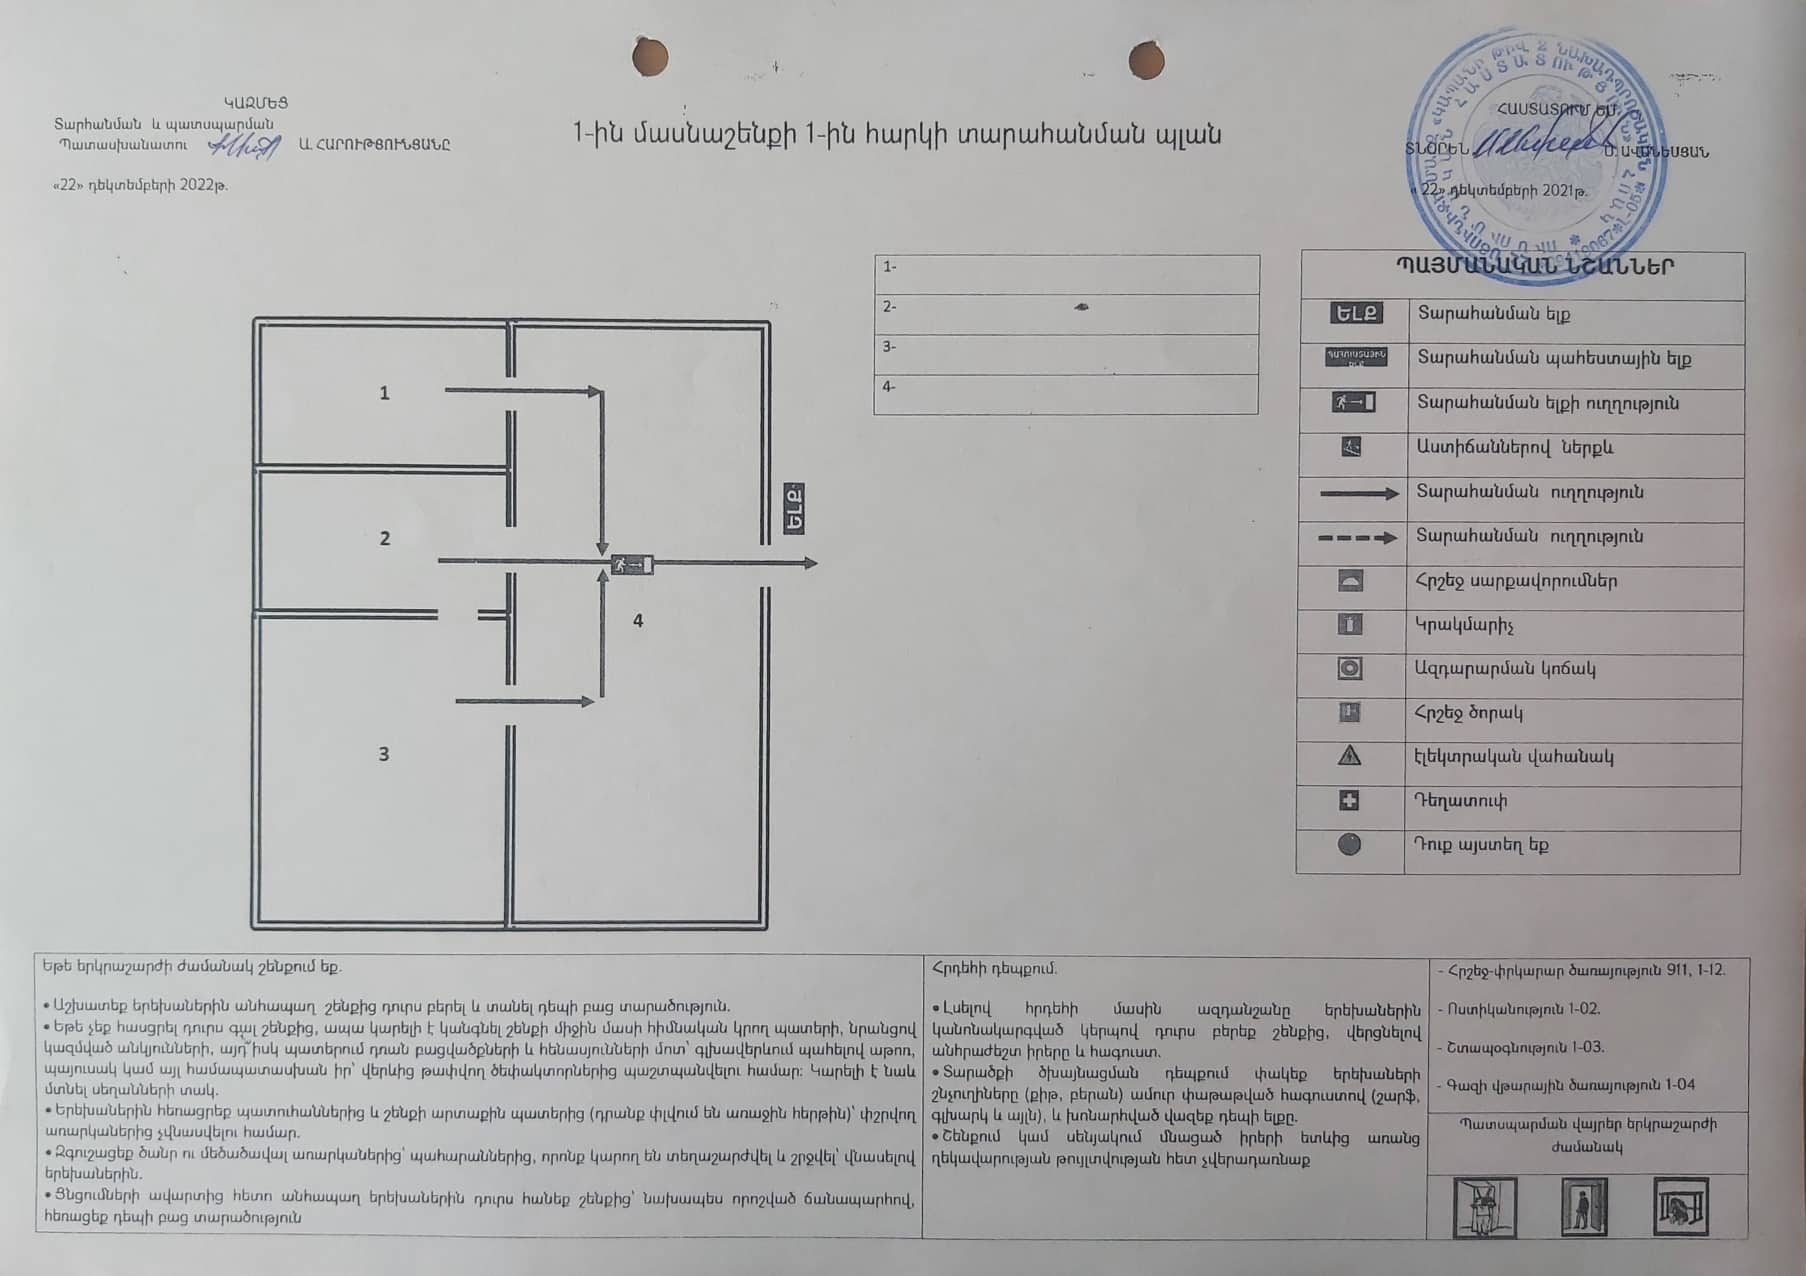 ԿԱԶՄԵՑ
Տարհանման և պատսպարման
Պատասխանատու Ա. ՀԱՐՈՒԹՅՈՒՆՅԱՆԸ
«22» դեկտեմբերի 2022թ.
1-ին մասնաշենքի 1-ին հարկի տարահանման պլան
ՀԱՍՏԱՏՈՒՄ ԵՄ
ՏՆՕՐԵՆ Մ. ԱՎԱՆԵՍՅԱՆ
«22» դեկտեմբերի 2021թ.
1-
2-
3-
4-
1
2
3
4
ԵԼՔ
ՊԱՅՄԱՆԱԿԱՆ ՆՇԱՆՆԵՐ
ԵԼՔ Տարահանման ելք
Տարահանման պահեստային ելք
Տարահանման ելքի ուղղություն
Աստիճաններով ներքև
Տարահանման ուղղություն
Տարահանման ուղղություն
Հրշեջ սարքավորումներ
Կրակմարիչ
Ազդարարման կոճակ
Հրշեջ ծորակ
Էլեկտրական վահանակ
Դեղատուփ
Դուք այստեղ եք
Եթե երկրաշարժի ժամանակ շենքում եք.
• Աշխատեք երեխաներին անհապաղ շենքից դուրս բերել և տանել դեպի բաց տարածություն.
• Եթե չեք հասցրել դուրս գալ շենքից, ապա կարելի է կանգնել շենքի միջին մասի հիմնական կրող պատերի, նրանցով
կազմված անկյունների, այդ իսկ պատերում դռան բացվածքների և հենասյունների մոտ՝ գլխավերևում պահելով աթոռ,
պայուսակ կամ այլ համապատասխան իր՝ վերևից թափվող ծեփակտորներից պաշտպանվելու համար: Կարելի է նաև
մտնել սեղանների տակ.
• Երեխաներին հեռացրեք պատուհաններից և շենքի արտաքին պատերից (դրանք փլվում են առաջին հերթին)՝ փշրվող
առարկաներից չվնասվելու համար.
• Զգուշացեք ծանր ու մեծածավալ առարկաներից՝ պահարաններից, որոնք կարող են տեղաշարժվել և շրջվել՝ վնասելով
երեխաներին.
• Ցնցումների ավարտից հետո անհապաղ երեխաներին դուրս հանեք շենքից՝ նախապես որոշված ճանապարհով,
հեռացեք դեպի բաց տարածություն
Հրդեհի դեպքում.
• Լսելով հրդեհի մասին ազդանշանը երեխաներին
կանոնակարգված կերպով դուրս բերեք շենքից, վերցնելով
անհրաժեշտ իրերը և հագուստ.
• Տարածքի ծխայնացման դեպքում փակեք երեխաների
շնչուղիները (քիթ, բերան) ամուր փաթաթված հագուստով (շարֆ,
գլխարկ և այլն), և խոնարհված վազեք դեպի ելքը.
• Շենքում կամ սենյակում մնացած իրերի ետևից առանց
ղեկավարության թույլտվության հետ չվերադառնաք
- Հրշեջ-փրկարար ծառայություն 911, 1-12.
- Ոստիկանություն 1-02.
- Շտապօգնություն 1-03.
- Գազի վթարային ծառայություն 1-04
Պատսպարման վայրեր երկրաշարժի
ժամանակ